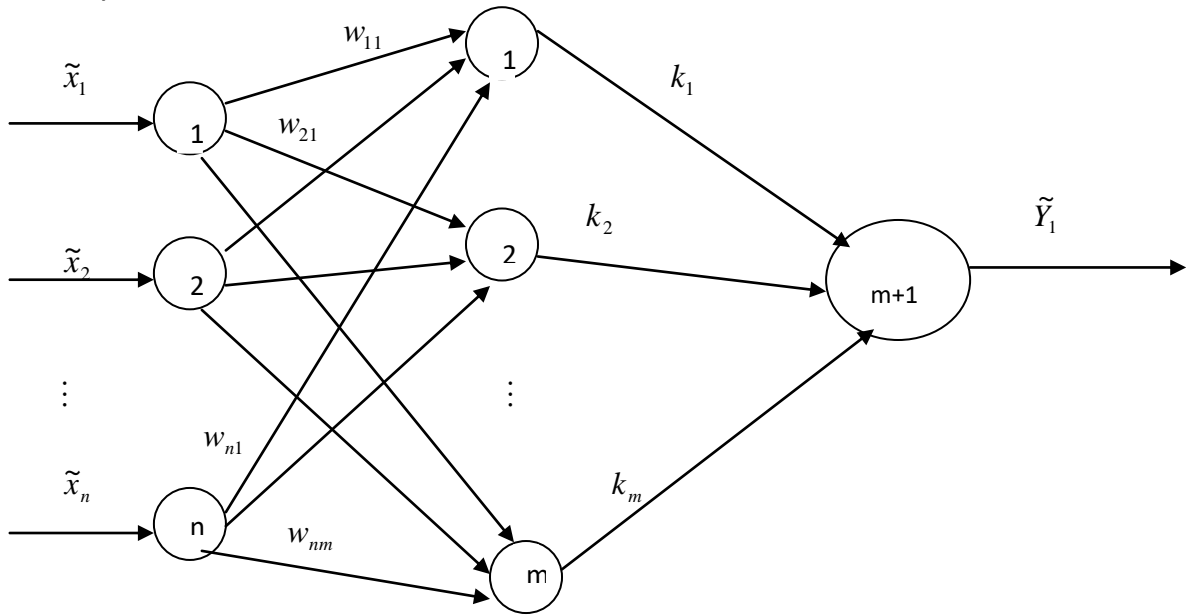 w₁₁
1
x̃₁
k₁
1
w₂₁
x̃₂
k₂
Ỹ₁
2
2
m+1
⋮
⋮
wₙ₁
x̃ₙ
kₘ
n
wₙₘ
m